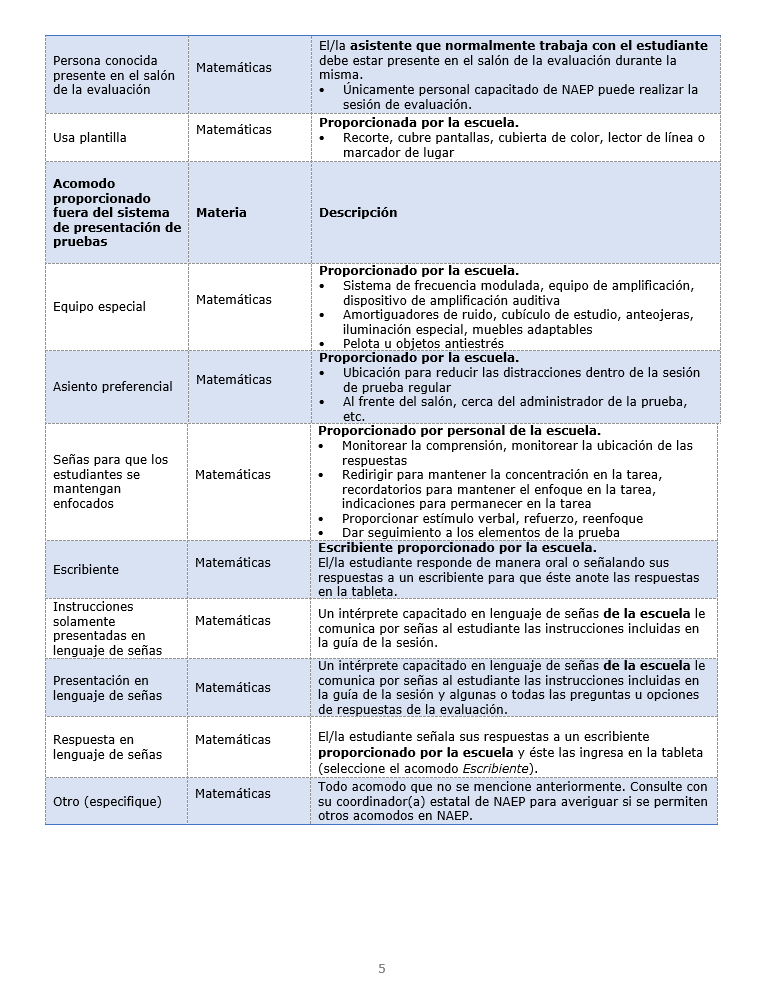 Persona conocida
presente en el salón
de la evaluación
Matemáticas
El/la asistente que normalmente trabaja con el estudiante
debe estar presente en el salón de la evaluación durante la
misma.
• Únicamente personal capacitado de NAEP puede realizar la
sesión de evaluación.
Usa plantilla
Matemáticas
Proporcionada por la escuela.
• Recorte, cubre pantallas, cubierta de color, lector de línea o
marcador de lugar
Acomodo
proporcionado
fuera del sistema
de presentación de
pruebas
Materia
Descripción
Equipo especial
Matemáticas
Proporcionado por la escuela.
• Sistema de frecuencia modulada, equipo de amplificación,
dispositivo de amplificación auditiva
• Amortiguadores de ruido, cubículo de estudio, anteojeras,
iluminación especial, muebles adaptables
• Pelota u objetos antiestrés
Asiento preferencial
Matemáticas
Proporcionado por la escuela.
• Ubicación para reducir las distracciones dentro de la sesión
de prueba regular
• Al frente del salón, cerca del administrador de la prueba,
etc.
Señas para que los
estudiantes se
mantengan
enfocados
Matemáticas
Proporcionado por personal de la escuela.
• Monitorear la comprensión, monitorear la ubicación de las
respuestas
• Redirigir para mantener la concentración en la tarea,
recordatorios para mantener el enfoque en la tarea,
indicaciones para permanecer en la tarea
• Proporcionar estímulo verbal, refuerzo, reenfoque
• Dar seguimiento a los elementos de la prueba
Escribiente
Matemáticas
Escribiente proporcionado por la escuela.
El/la estudiante responde de manera oral o señalando sus
respuestas a un escribiente para que éste anote las respuestas
en la tableta.
Instrucciones
solamente
presentadas en
lenguaje de señas
Matemáticas
Un intérprete capacitado en lenguaje de señas de la escuela le
comunica por señas al estudiante las instrucciones incluidas en
la guía de la sesión.
Presentación en
lenguaje de señas
Matemáticas
Un intérprete capacitado en lenguaje de señas de la escuela le
comunica por señas al estudiante las instrucciones incluidas en
la guía de la sesión y algunas o todas las preguntas u opciones
de respuestas de la evaluación.
Respuesta en
lenguaje de señas
Matemáticas
El/la estudiante señala sus respuestas a un escribiente
proporcionado por la escuela y éste las ingresa en la tableta
(seleccione el acomodo Escribiente).
Otro (especifique)
Matemáticas
Todo acomodo que no se mencione anteriormente. Consulte con
su coordinador(a) estatal de NAEP para averiguar si se permiten
otros acomodos en NAEP.
5